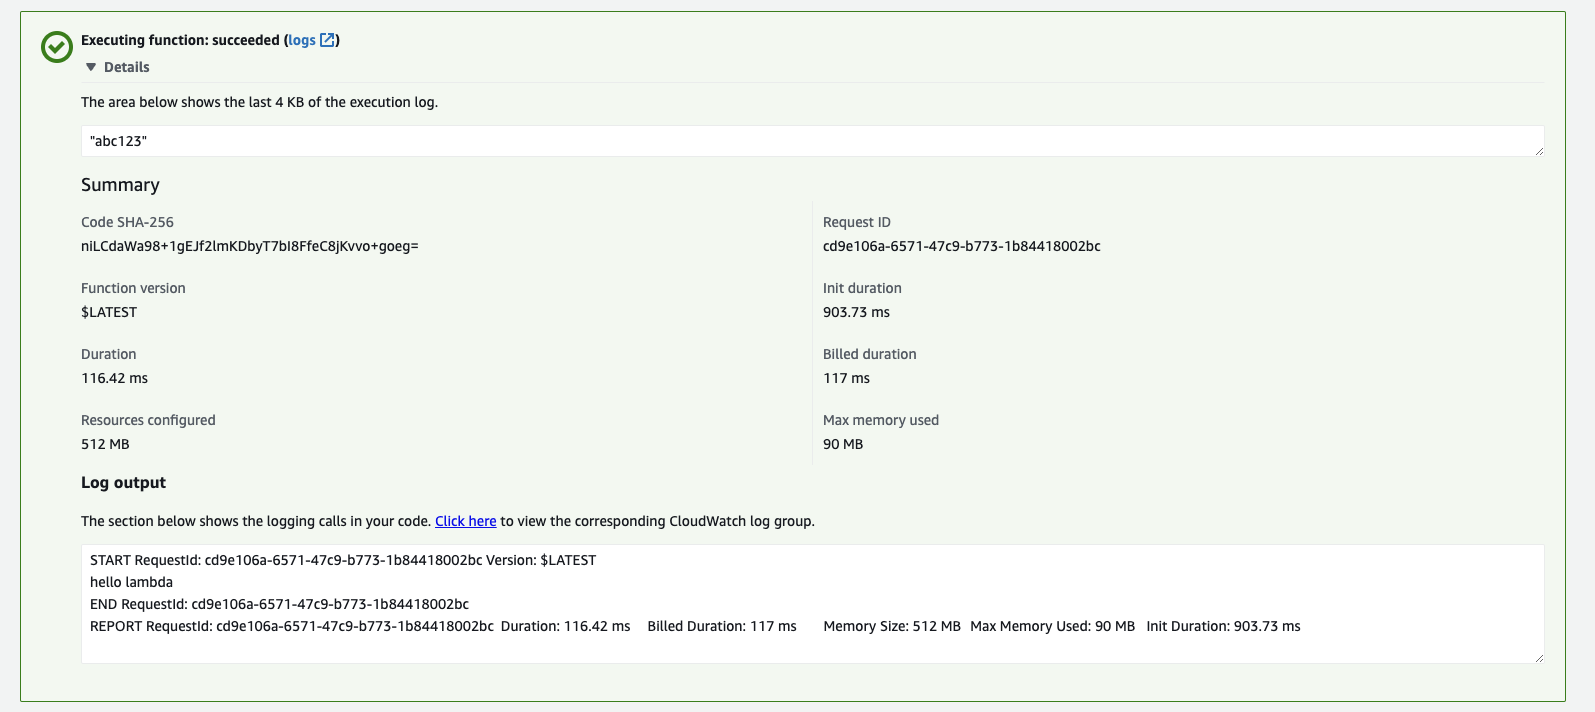 Executing function: succeeded (logs)
Details
The area below shows the last 4 KB of the execution log.
"abc123"
Summary
Code SHA-256
niLCdaWa98+1gEJf2lmKDbyT7bI8FfeC8jKvvo+goeg=
Request ID
cd9e106a-6571-47c9-b773-1b84418002bc
Function version
$LATEST
Init duration
903.73 ms
Duration
116.42 ms
Billed duration
117 ms
Resources configured
512 MB
Max memory used
90 MB
Log output
The section below shows the logging calls in your code. Click here to view the corresponding CloudWatch log group.
START RequestId: cd9e106a-6571-47c9-b773-1b84418002bc Version: $LATEST
hello lambda
END RequestId: cd9e106a-6571-47c9-b773-1b84418002bc
REPORT RequestId: cd9e106a-6571-47c9-b773-1b84418002bc Duration: 116.42 ms Billed Duration: 117 ms Memory Size: 512 MB Max Memory Used: 90 MB Init Duration: 903.73 ms